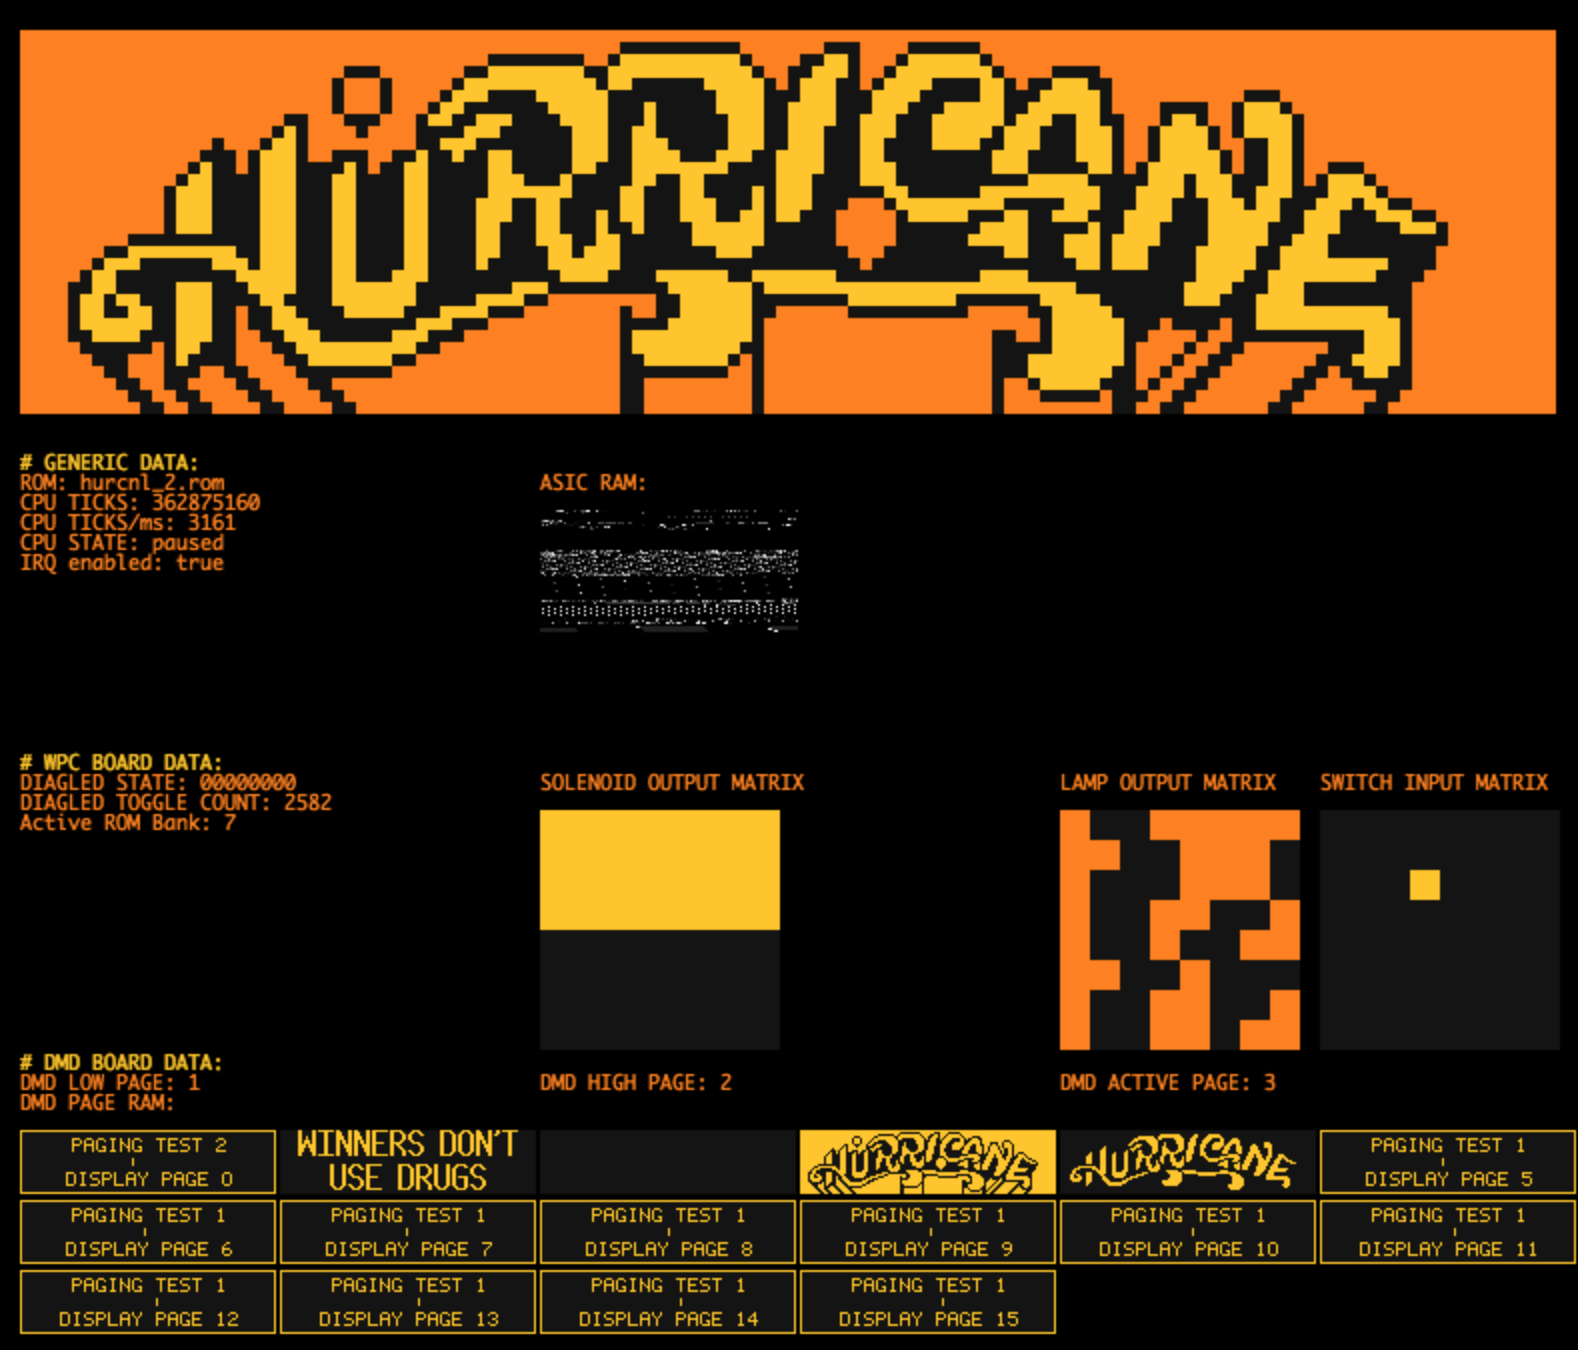 HURRICANE
# GENERIC DATA:
ROM: hurcnl_2.rom
CPU TICKS: 362875160
CPU TICKS/ms: 3161
CPU STATE: paused
IRQ enabled: true
ASIC RAM:
# WPC BOARD DATA:
DIAGLED STATE: 00000000
DIAGLED TOGGLE COUNT: 2582
Active ROM Bank: 7
SOLENOID OUTPUT MATRIX
LAMP OUTPUT MATRIX
SWITCH INPUT MATRIX
# DMD BOARD DATA:
DMD LOW PAGE: 1
DMD HIGH PAGE: 2
DMD ACTIVE PAGE: 3
DMD PAGE RAM:
PAGING TEST 2
DISPLAY PAGE 0
WINNERS DON'T
USE DRUGS
HURRICANE
HURRICANE
PAGING TEST 1
DISPLAY PAGE 5
PAGING TEST 1
DISPLAY PAGE 6
PAGING TEST 1
DISPLAY PAGE 7
PAGING TEST 1
DISPLAY PAGE 8
PAGING TEST 1
DISPLAY PAGE 9
PAGING TEST 1
DISPLAY PAGE 10
PAGING TEST 1
DISPLAY PAGE 11
PAGING TEST 1
DISPLAY PAGE 12
PAGING TEST 1
DISPLAY PAGE 13
PAGING TEST 1
DISPLAY PAGE 14
PAGING TEST 1
DISPLAY PAGE 15